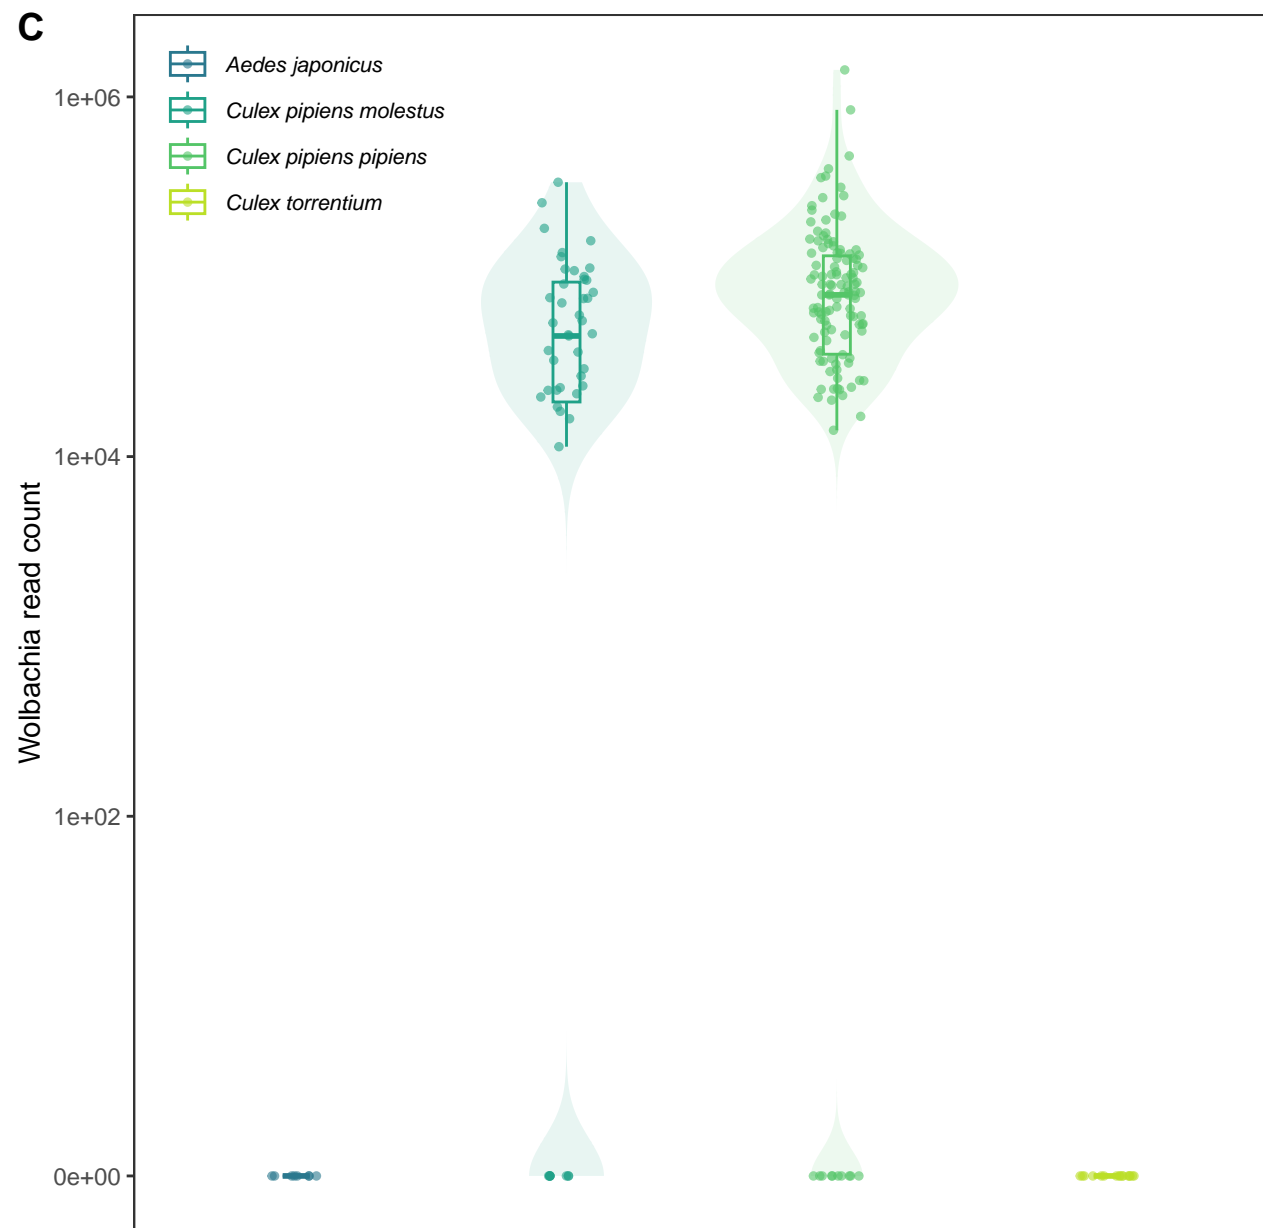 C
Aedes japonicus
Culex pipiens molestus
Culex pipiens pipiens
Culex torrentium
1e+06
1e+04
1e+02
0e+00
Wolbachia read count